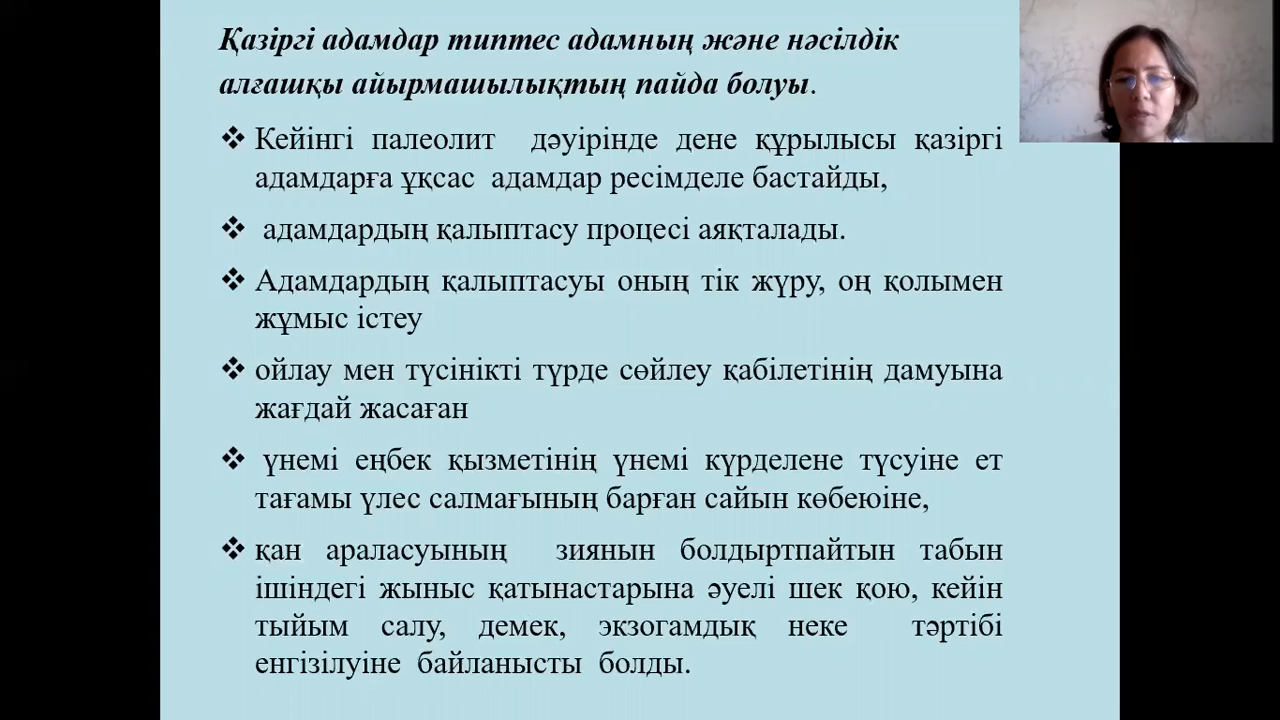 Қазіргі адамдар типтес адамның және нәсілдік
алғашқы айырмашылықтың пайда болуы.
❖ Кейінгі палеолит дәуірінде дене құрылысы қазіргі
адамдарға ұқсас адамдар ресімделе бастайды,
❖ адамдардың қалыптасу процесі аяқталады.
❖ Адамдардың қалыптасуы оның тік жүру, оң қолымен
жұмыс істеу
❖ ойлау мен түсінікті түрде сөйлеу қабілетінің дамуына
жағдай жасаған
❖ үнемі еңбек қызметінің үнемі күрделене түсуіне ет
тағамы үлес салмағының барған сайын көбеюіне,
❖ қан араласуының зиянын болдыртпайтын табын
ішіндегі жыныс қатынастарына әуелі шек қою, кейін
тыйым салу, демек, экзогамдық неке тәртібі
енгізілуіне байланысты болды.